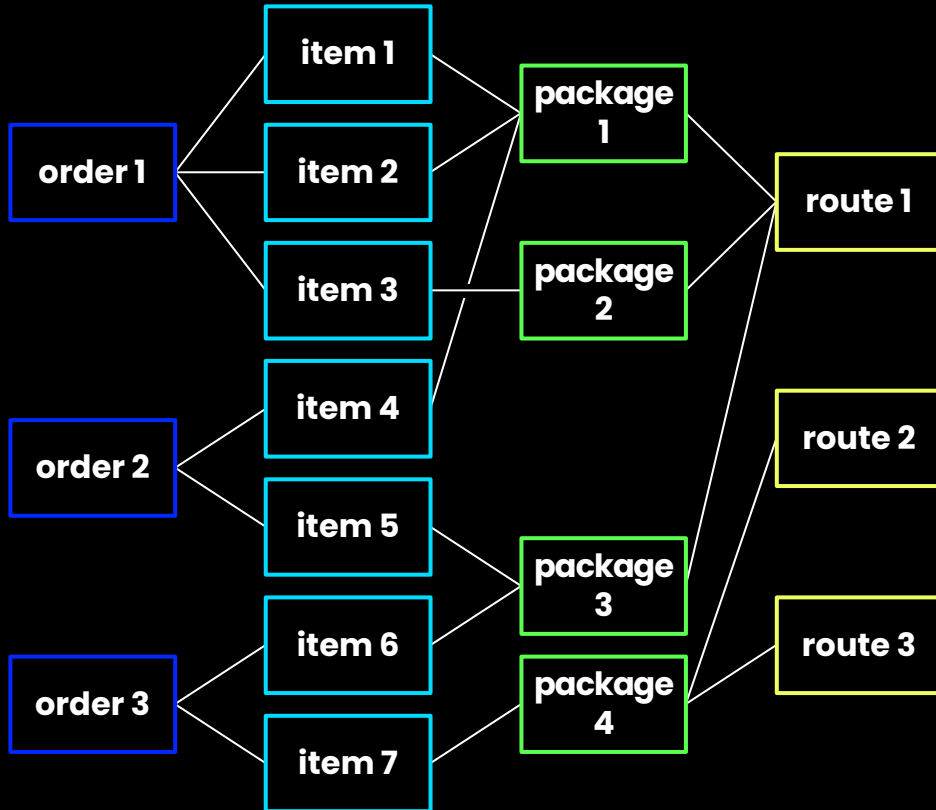 item 1
item 2
item 3
item 4
item 5
item 6
item 7
order 1
order 2
order 3
package
1
package
2
package
3
package
4
route 1
route 2
route 3